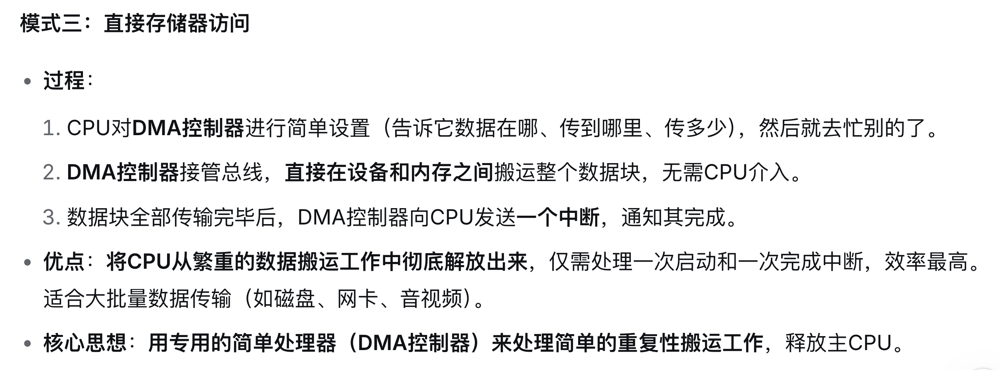 模式三：直接存储器访问
过程：
1. CPU对DMA控制器进行简单设置（告诉它数据在哪、传到哪里、传多少），然后就去忙别的了。
2. DMA控制器接管总线，直接在设备和内存之间搬运整个数据块，无需CPU介入。
3. 数据块全部传输完毕后，DMA控制器向CPU发送一个中断，通知其完成。
优点：将CPU从繁重的数据搬运工作中彻底解放出来，仅需处理一次启动和一次完成中断，效率最高。
适合大批量数据传输（如磁盘、网卡、音视频）。
核心思想：用专用的简单处理器（DMA控制器）来处理简单的重复性搬运工作，释放主CPU。